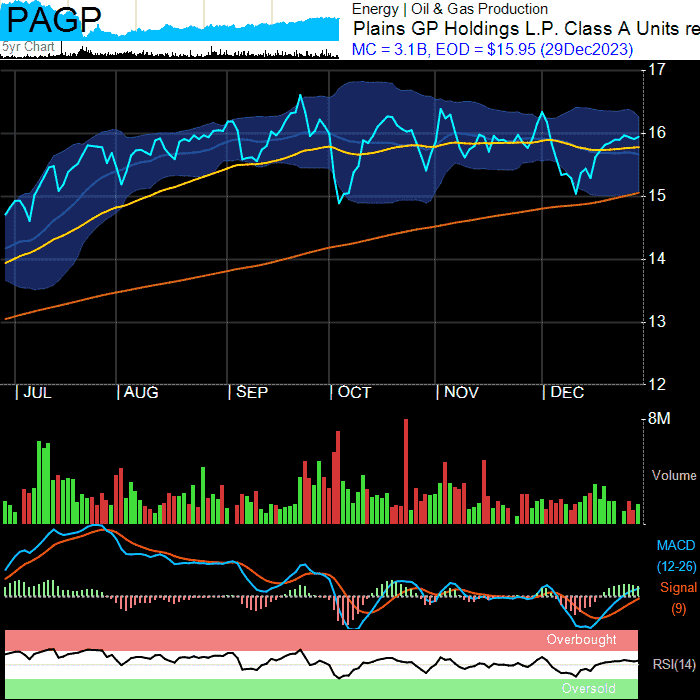 PAGP
5yr Chart
Energy | Oil & Gas Production
Plains GP Holdings L.P. Class A Units re
MC = 3.1B, EOD = $15.95 (29Dec2023)
17
16
15
14
13
12
| JUL | AUG | SEP | OCT | NOV | DEC
8M
Volume
MACD
(12-26)
Signal
(9)
Overbought
RSI(14)
Oversold